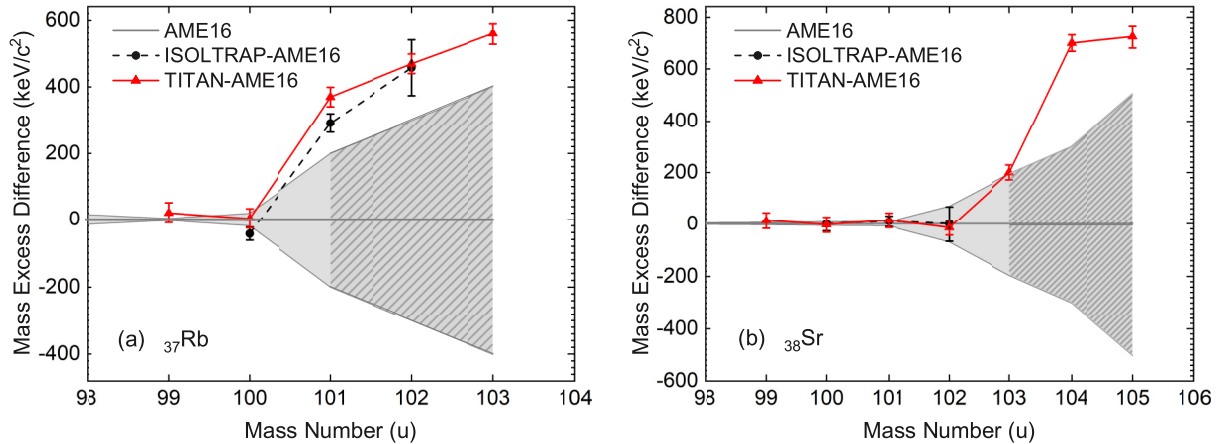 Mass Excess Difference (keV/c²)
600
400
200
0
-200
-400
AME16
ISOLTRAP-AME16
TITAN-AME16
(a) ₃₇Rb
98 99 100 101 102 103 104
Mass Number (u)
Mass Excess Difference (keV/c²)
800
600
400
200
0
-200
-400
-600
AME16
ISOLTRAP-AME16
TITAN-AME16
(b) ₃₈Sr
98 99 100 101 102 103 104 105 106
Mass Number (u)